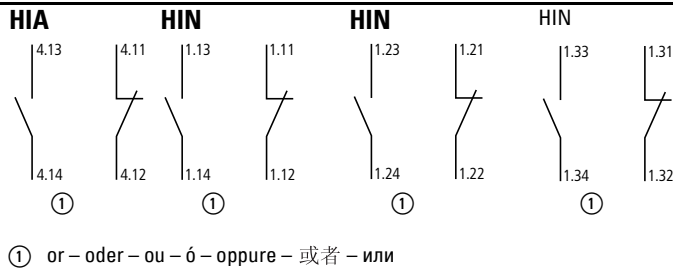 HIA HIN HIN HIN
4.13 4.11 1.13 1.11 1.23 1.21 1.33 1.31
4.14 4.12 1.14 1.12 1.24 1.22 1.34 1.32
① ① ① ①
① or – oder – ou – ó – oppure – 或者 – или